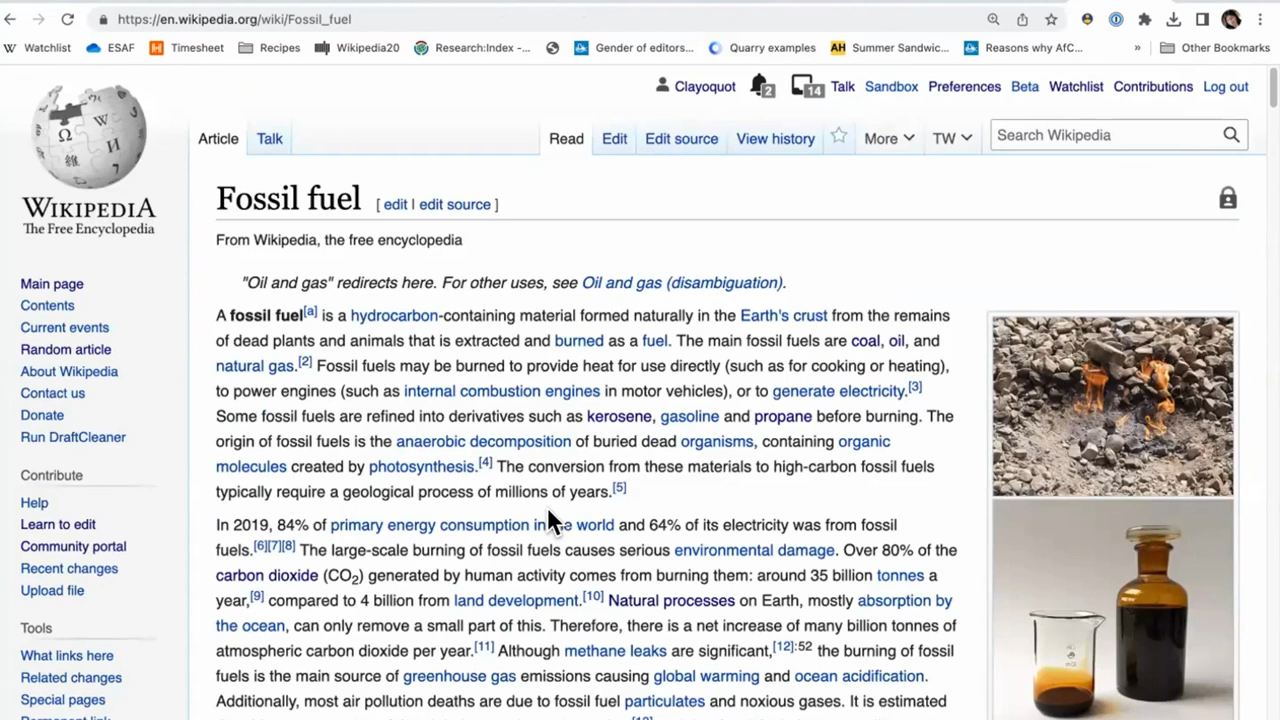 https://en.wikipedia.org/wiki/Fossil_fuel
Watchlist ESAF Timesheet Recipes Wikipedia20 Research:Index -... Gender of editors... Quarry examples AH Summer Sandwic... Reasons why AfC... » Other Bookmarks
Clayoquot 2 14 Talk Sandbox Preferences Beta Watchlist Contributions Log out
Article Talk Read Edit Edit source View history More TW Search Wikipedia
WIKIPEDIA
The Free Encyclopedia
Main page
Contents
Current events
Random article
About Wikipedia
Contact us
Donate
Run DraftCleaner
Contribute
Help
Learn to edit
Community portal
Recent changes
Upload file
Tools
What links here
Related changes
Special pages
Fossil fuel [ edit | edit source ]
From Wikipedia, the free encyclopedia
"Oil and gas" redirects here. For other uses, see Oil and gas (disambiguation).
A fossil fuel[a] is a hydrocarbon-containing material formed naturally in the Earth's crust from the remains
of dead plants and animals that is extracted and burned as a fuel. The main fossil fuels are coal, oil, and
natural gas.[2] Fossil fuels may be burned to provide heat for use directly (such as for cooking or heating),
to power engines (such as internal combustion engines in motor vehicles), or to generate electricity.[3]
Some fossil fuels are refined into derivatives such as kerosene, gasoline and propane before burning. The
origin of fossil fuels is the anaerobic decomposition of buried dead organisms, containing organic
molecules created by photosynthesis.[4] The conversion from these materials to high-carbon fossil fuels
typically require a geological process of millions of years.[5]
In 2019, 84% of primary energy consumption in the world and 64% of its electricity was from fossil
fuels.[6][7][8] The large-scale burning of fossil fuels causes serious environmental damage. Over 80% of the
carbon dioxide (CO2) generated by human activity comes from burning them: around 35 billion tonnes a
year,[9] compared to 4 billion from land development.[10] Natural processes on Earth, mostly absorption by
the ocean, can only remove a small part of this. Therefore, there is a net increase of many billion tonnes of
atmospheric carbon dioxide per year.[11] Although methane leaks are significant,[12]:52 the burning of fossil
fuels is the main source of greenhouse gas emissions causing global warming and ocean acidification.
Additionally, most air pollution deaths are due to fossil fuel particulates and noxious gases. It is estimated